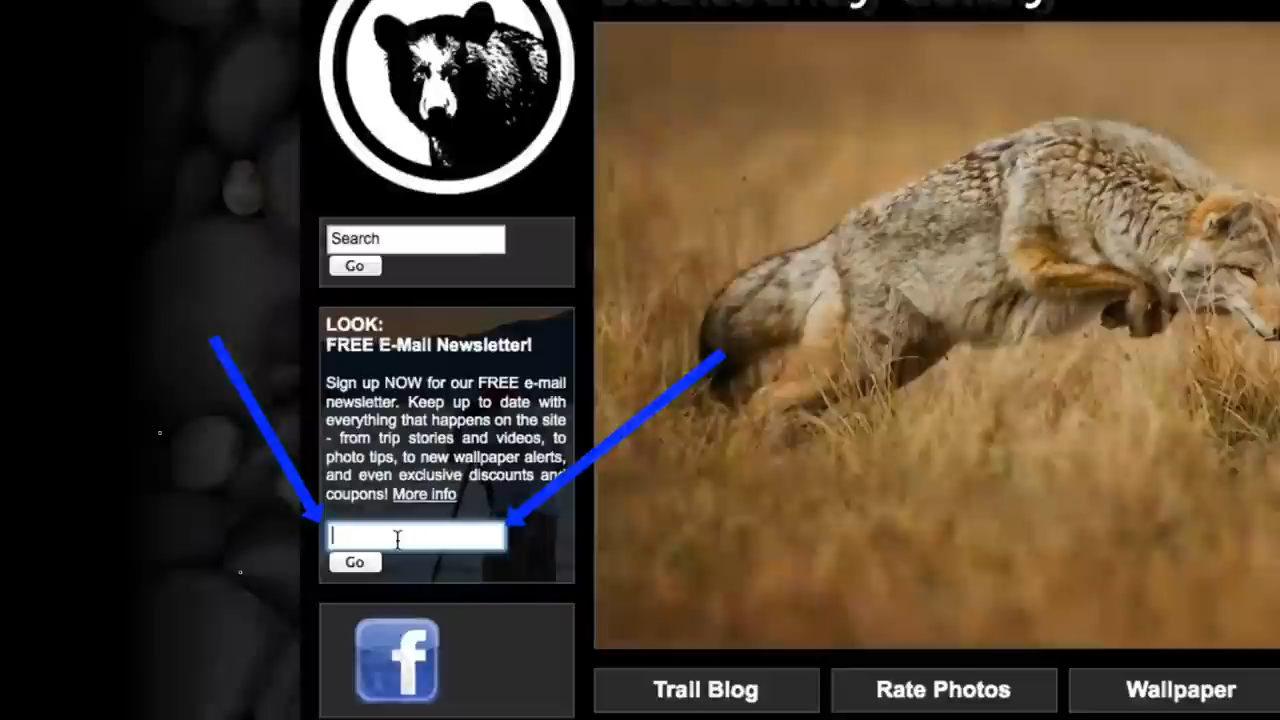 Search
Go
LOOK:
FREE E-Mail Newsletter!
Sign up NOW for our FREE e-mail
newsletter. Keep up to date with
everything that happens on the site
- from trip stories and videos, to
photo tips, to new wallpaper alerts,
and even exclusive discounts and
coupons! More info
Go
f
Trail Blog
Rate Photos
Wallpaper